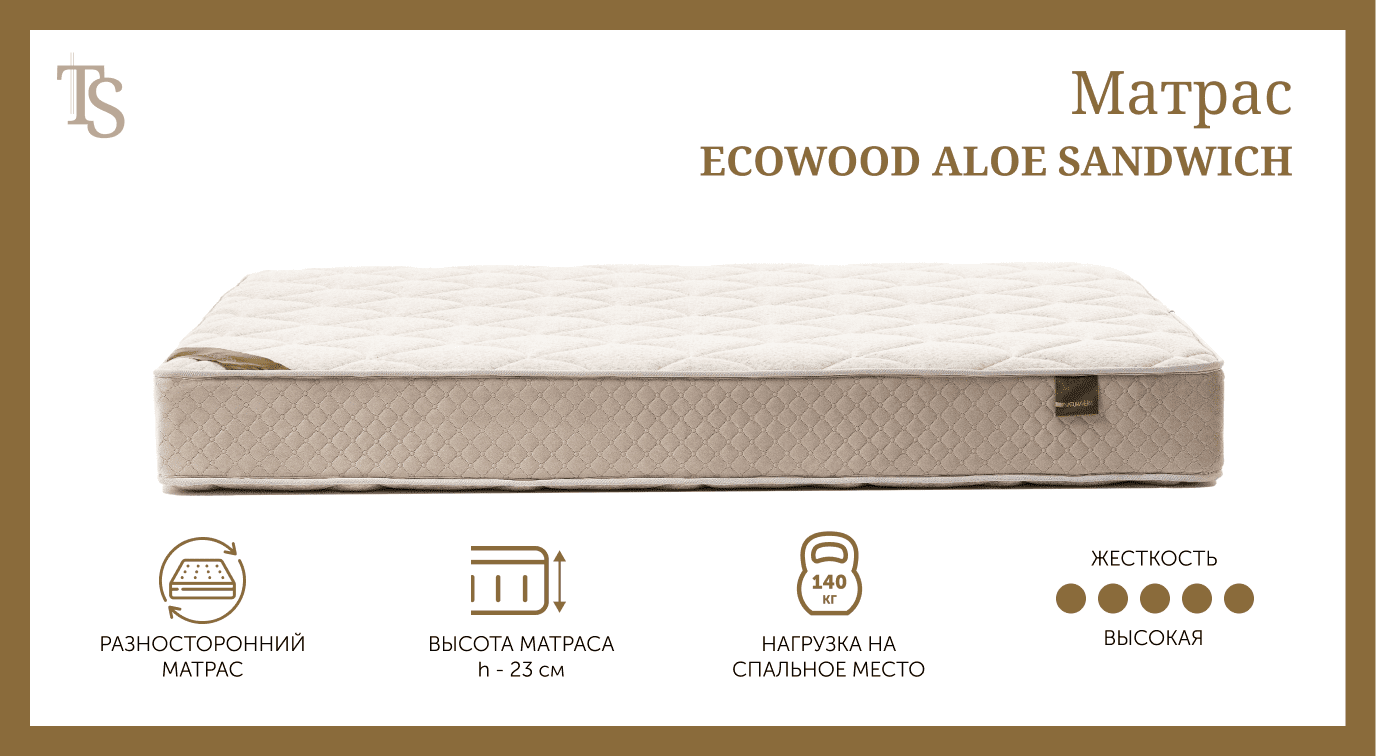 TS
Матрас
ECOWOOD ALOE SANDWICH
РАЗНОСТОРОННИЙ
МАТРАС
ВЫСОТА МАТРАСА
h - 23 см
140
КГ
НАГРУЗКА НА
СПАЛЬНОЕ МЕСТО
ЖЕСТКОСТЬ
ВЫСОКАЯ